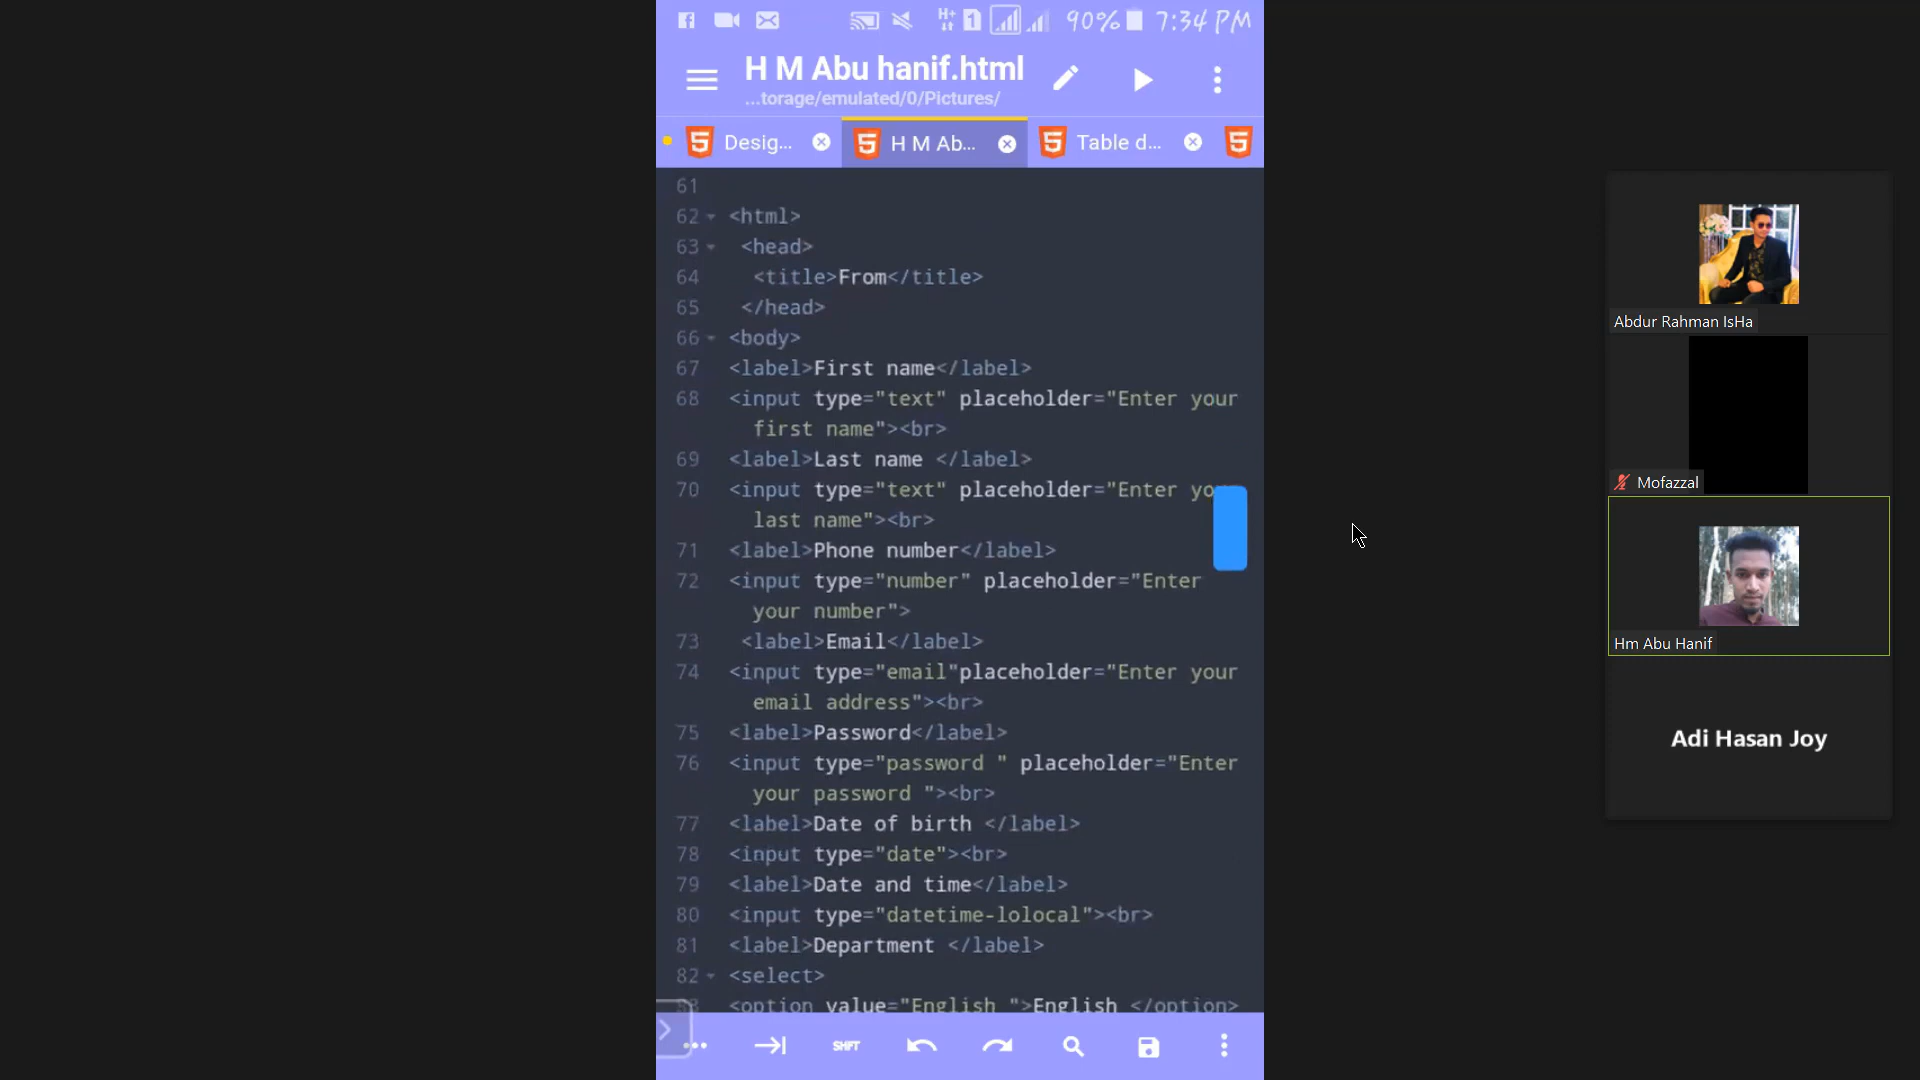 90% 7:34 PM
H M Abu hanif.html
...torage/emulated/0/Pictures/
Desig...
H M Ab...
Table d...
61
62 <html>
63 <head>
64 <title>From</title>
65 </head>
66 <body>
67 <label>First name</label>
68 <input type="text" placeholder="Enter your
first name"><br>
69 <label>Last name </label>
70 <input type="text" placeholder="Enter
last name"><br>
71 <label>Phone number</label>
72 <input type="number" placeholder="Enter
your number">
73 <label>Email</label>
74 <input type="email"placeholder="Enter your
email address"><br>
75 <label>Password</label>
76 <input type="password " placeholder="Enter
your password "><br>
77 <label>Date of birth </label>
78 <input type="date"><br>
79 <label>Date and time</label>
80 <input type="datetime-lolocal"><br>
81 <label>Department </label>
82 <select>
<option value="English ">English </option>
SHFT
Abdur Rahman IsHa
Mofazzal
Hm Abu Hanif
Adi Hasan Joy